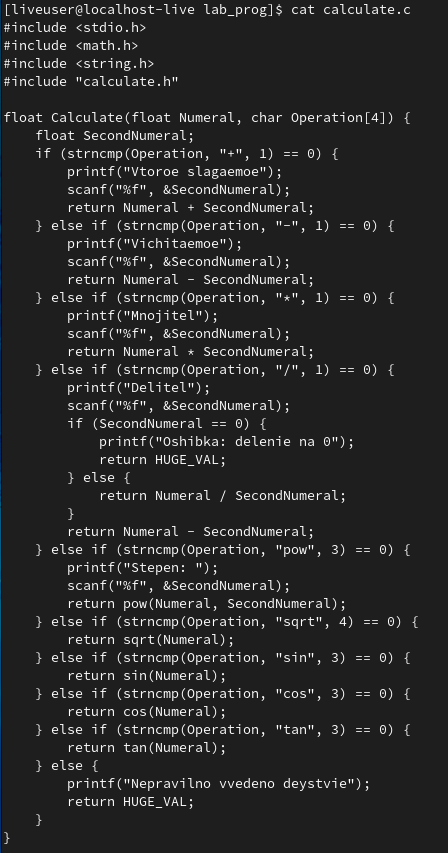 [liveuser@localhost-live lab_prog]$ cat calculate.c
#include <stdio.h>
#include <math.h>
#include <string.h>
#include "calculate.h"

float Calculate(float Numeral, char Operation[4]) {
    float SecondNumeral;
    if (strncmp(Operation, "+", 1) == 0) {
        printf("Vtoroe slagaemoe");
        scanf("%f", &SecondNumeral);
        return Numeral + SecondNumeral;
    } else if (strncmp(Operation, "-", 1) == 0) {
        printf("Vichitaemoe");
        scanf("%f", &SecondNumeral);
        return Numeral - SecondNumeral;
    } else if (strncmp(Operation, "*", 1) == 0) {
        printf("Mnojitel");
        scanf("%f", &SecondNumeral);
        return Numeral * SecondNumeral;
    } else if (strncmp(Operation, "/", 1) == 0) {
        printf("Delitel");
        scanf("%f", &SecondNumeral);
        if (SecondNumeral == 0) {
            printf("Oshibka: delenie na 0");
            return HUGE_VAL;
        } else {
            return Numeral / SecondNumeral;
        }
        return Numeral - SecondNumeral;
    } else if (strncmp(Operation, "pow", 3) == 0) {
        printf("Stepen: ");
        scanf("%f", &SecondNumeral);
        return pow(Numeral, SecondNumeral);
    } else if (strncmp(Operation, "sqrt", 4) == 0) {
        return sqrt(Numeral);
    } else if (strncmp(Operation, "sin", 3) == 0) {
        return sin(Numeral);
    } else if (strncmp(Operation, "cos", 3) == 0) {
        return cos(Numeral);
    } else if (strncmp(Operation, "tan", 3) == 0) {
        return tan(Numeral);
    } else {
        printf("Nepravilno vvedeno deystvie");
        return HUGE_VAL;
    }
}